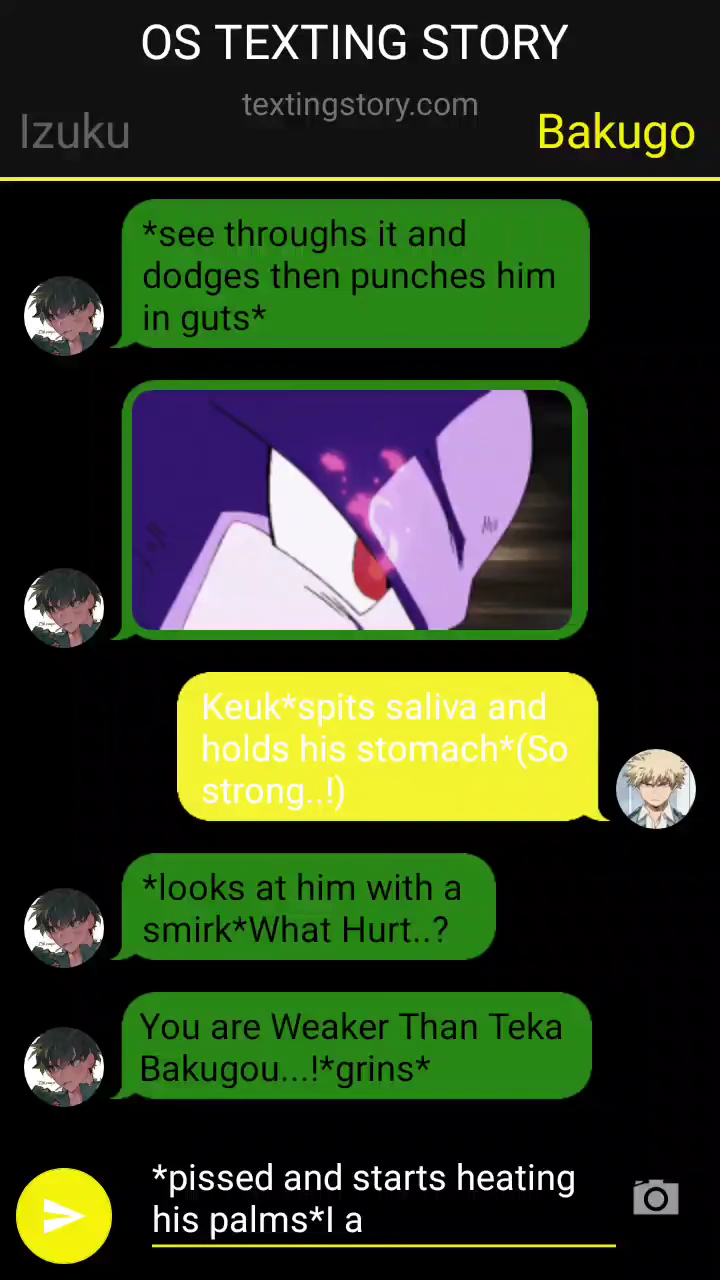 OS TEXTING STORY
textingstory.com
Izuku
Bakugo
*see throughs it and
dodges then punches him
in guts*
Keuk*spits saliva and
holds his stomach*(So
strong..!)
*looks at him with a
smirk*What Hurt..?
You are Weaker Than Teka
Bakugou...!*grins*
*pissed and starts heating
his palms*I a